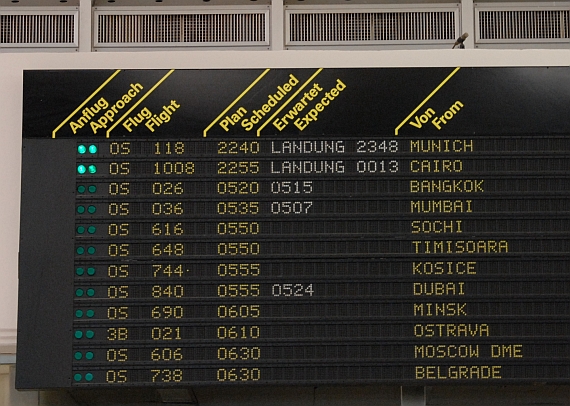 Anflug Approach Flug Flight Plan Scheduled Erwartet Expected Von From
OS 118 2240 LANDUNG 2348 MUNICH
OS 1008 2255 LANDUNG 0013 CAIRO
OS 026 0520 0515 BANGKOK
OS 036 0535 0507 MUMBAI
OS 616 0550 SOCHI
OS 648 0550 TIMISOARA
OS 744 0555 KOSICE
OS 840 0555 0524 DUBAI
OS 690 0605 MINSK
3B 021 0610 OSTRAVA
OS 606 0630 MOSCOW DME
OS 738 0630 BELGRADE